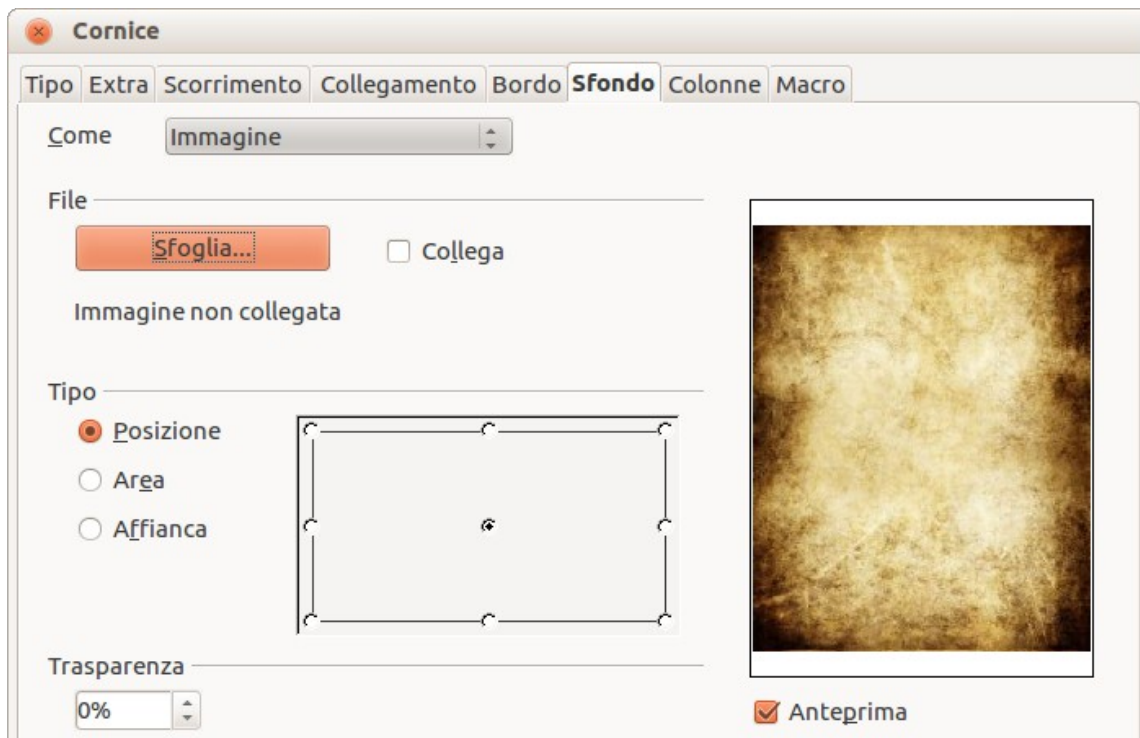 Cornice
Tipo Extra Scorrimento Collegamento Bordo Sfondo Colonne Macro
Come Immagine
File
Sfoglia... Collega
Immagine non collegata
Tipo
Posizione
Area
Affianca
Trasparenza
0%
Anteprima